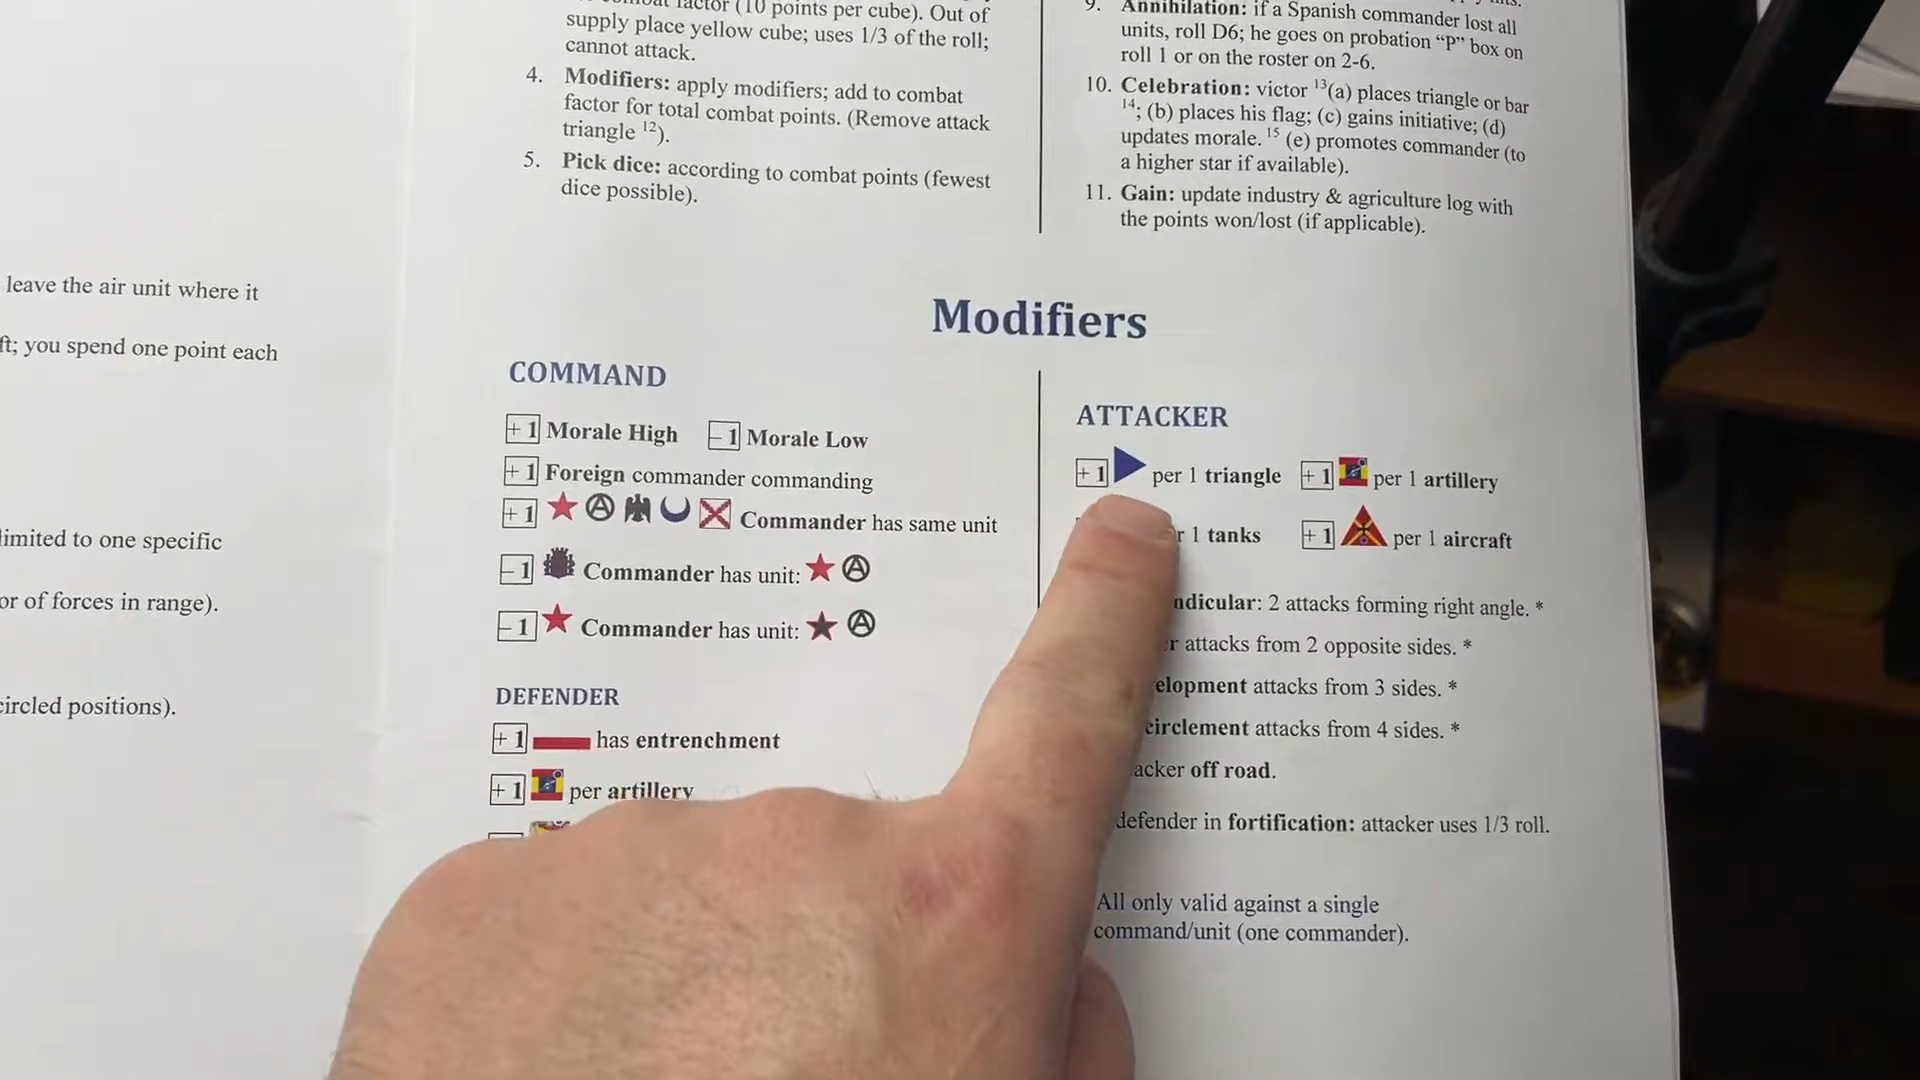 leave the air unit where it
ft; you spend one point each
limited to one specific
or of forces in range).
circled positions).
combat factor (10 points per cube). Out of
supply place yellow cube; uses 1/3 of the roll;
cannot attack.
4. Modifiers: apply modifiers; add to combat
factor for total combat points. (Remove attack
triangle 12).
5. Pick dice: according to combat points (fewest
dice possible).
9. Annihilation: if a Spanish commander lost all
units, roll D6; he goes on probation “P” box on
roll 1 or on the roster on 2-6.
10. Celebration: victor 13(a) places triangle or bar
14; (b) places his flag; (c) gains initiative; (d)
updates morale. 15 (e) promotes commander (to
a higher star if available).
11. Gain: update industry & agriculture log with
the points won/lost (if applicable).
Modifiers
COMMAND
+1 Morale High −1 Morale Low
+1 Foreign commander commanding
+1 Commander has same unit
−1 Commander has unit:
−1 Commander has unit:
DEFENDER
+1 has entrenchment
+1 per artillery
ATTACKER
+1 per 1 triangle +1 per 1 artillery
r 1 tanks +1 per 1 aircraft
ndicular: 2 attacks forming right angle. *
er attacks from 2 opposite sides. *
elopment attacks from 3 sides. *
circlement attacks from 4 sides. *
acker off road.
defender in fortification: attacker uses 1/3 roll.
All only valid against a single
command/unit (one commander).